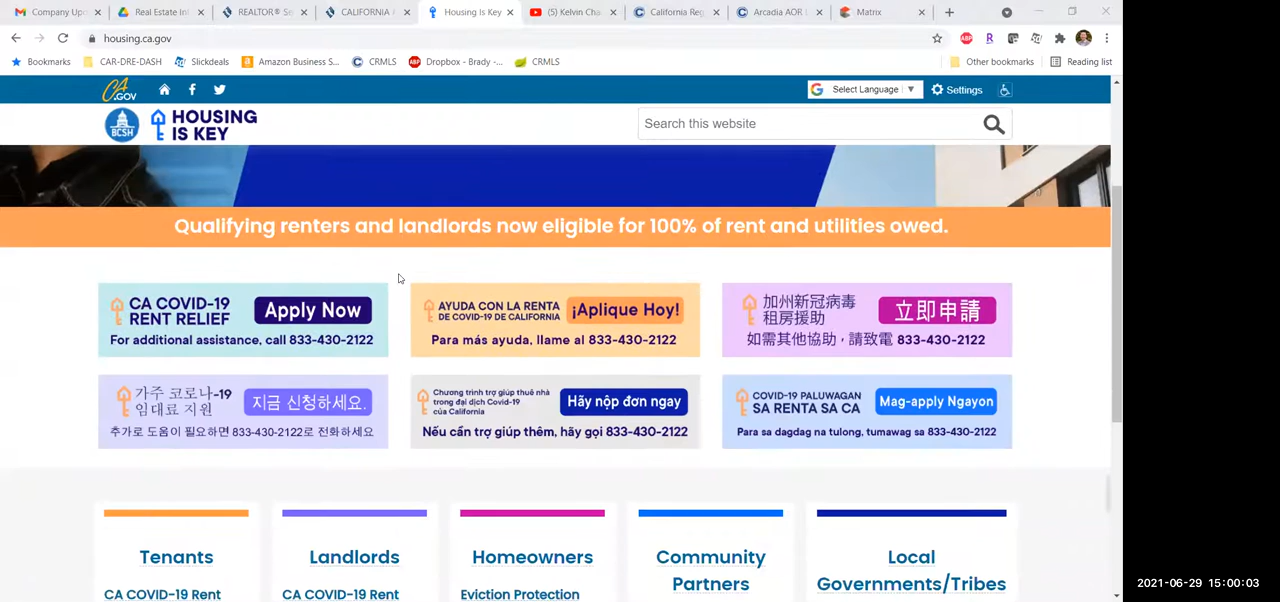 Company Up
Real Estate In
REALTOR® Se
CALIFORNIA
Housing Is Key
(5) Kelvin Cha
California Reg
Arcadia AOR
Matrix
housing.ca.gov
Bookmarks
CAR-DRE-DASH
Slickdeals
Amazon Business S...
CRMLS
Dropbox - Brady -...
CRMLS
Other bookmarks
Reading list
CA
.GOV
Select Language
Settings
BCSH
HOUSING
IS KEY
Search this website
Qualifying renters and landlords now eligible for 100% of rent and utilities owed.
CA COVID-19
RENT RELIEF
Apply Now
For additional assistance, call 833-430-2122
AYUDA CON LA RENTA
DE COVID-19 DE CALIFORNIA
¡Aplique Hoy!
Para más ayuda, llame al 833-430-2122
加州新冠病毒
租房援助
立即申請
如需其他協助，請致電 833-430-2122
가주 코로나-19
임대료 지원
지금 신청하세요.
추가로 도움이 필요하면 833-430-2122로 전화하세요
Chương trình trợ giúp thuê nhà
trong đại dịch Covid-19
của California
Hãy nộp đơn ngay
Nếu cần trợ giúp thêm, hãy gọi 833-430-2122
COVID-19 PALUWAGAN
SA RENTA SA CA
Mag-apply Ngayon
Para sa dagdag na tulong, tumawag sa 833-430-2122
Tenants
CA COVID-19 Rent
Landlords
CA COVID-19 Rent
Homeowners
Eviction Protection
Community
Partners
Local
Governments/Tribes
2021-06-29 15:00:03